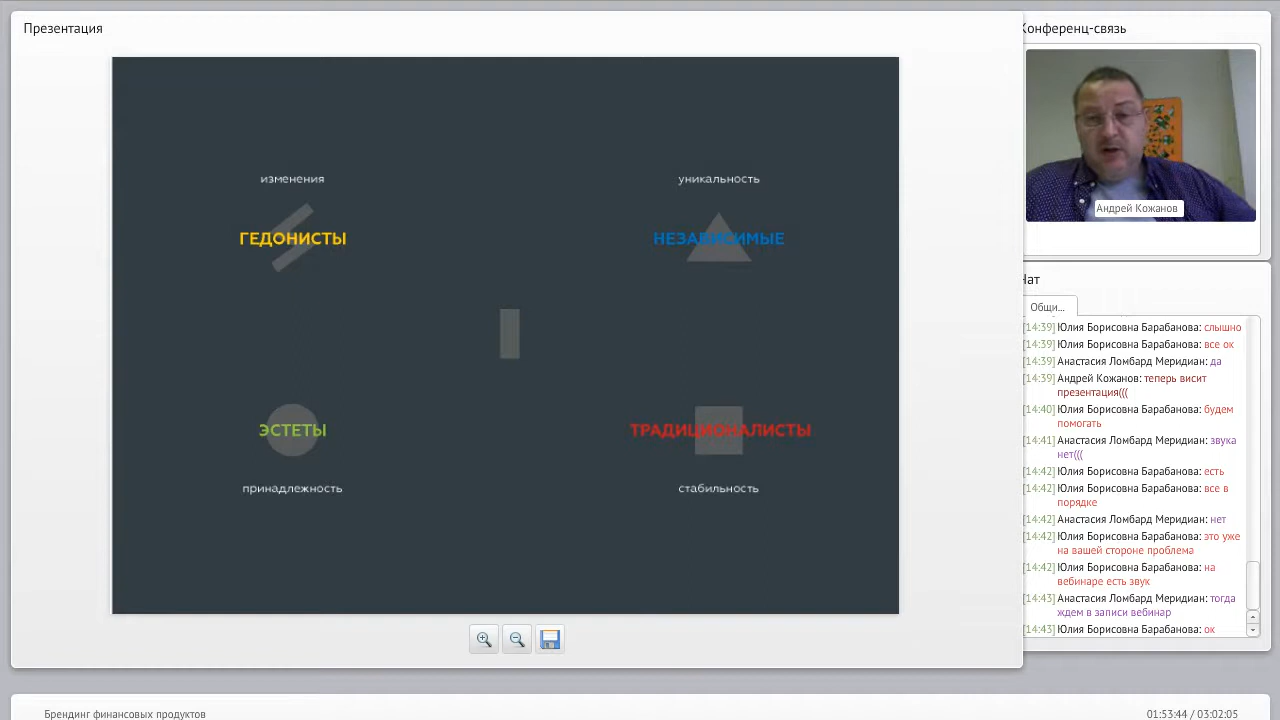 Презентация
изменения
уникальность
ГЕДОНИСТЫ
НЕЗАВИСИМЫЕ
ЭСТЕТЫ
ТРАДИЦИОНАЛИСТЫ
принадлежность
стабильность
Конференц-связь
Андрей Кожанов
Чат
Общи...
[14:39] Юлия Борисовна Барабанова: слышно
[14:39] Юлия Борисовна Барабанова: все ок
[14:39] Анастасия Ломбард Меридиан: да
[14:39] Андрей Кожанов: теперь висит
презентация(((
[14:40] Юлия Борисовна Барабанова: будем
помогать
[14:41] Анастасия Ломбард Меридиан: звука
нет(((
[14:42] Юлия Борисовна Барабанова: есть
[14:42] Юлия Борисовна Барабанова: все в
порядке
[14:42] Анастасия Ломбард Меридиан: нет
[14:42] Юлия Борисовна Барабанова: это уже
на вашей стороне проблема
[14:42] Юлия Борисовна Барабанова: на
вебинаре есть звук
[14:43] Анастасия Ломбард Меридиан: тогда
ждем в записи вебинар
[14:43] Юлия Борисовна Барабанова: ок
Брендинг финансовых продуктов
01:53:44 / 03:02:05